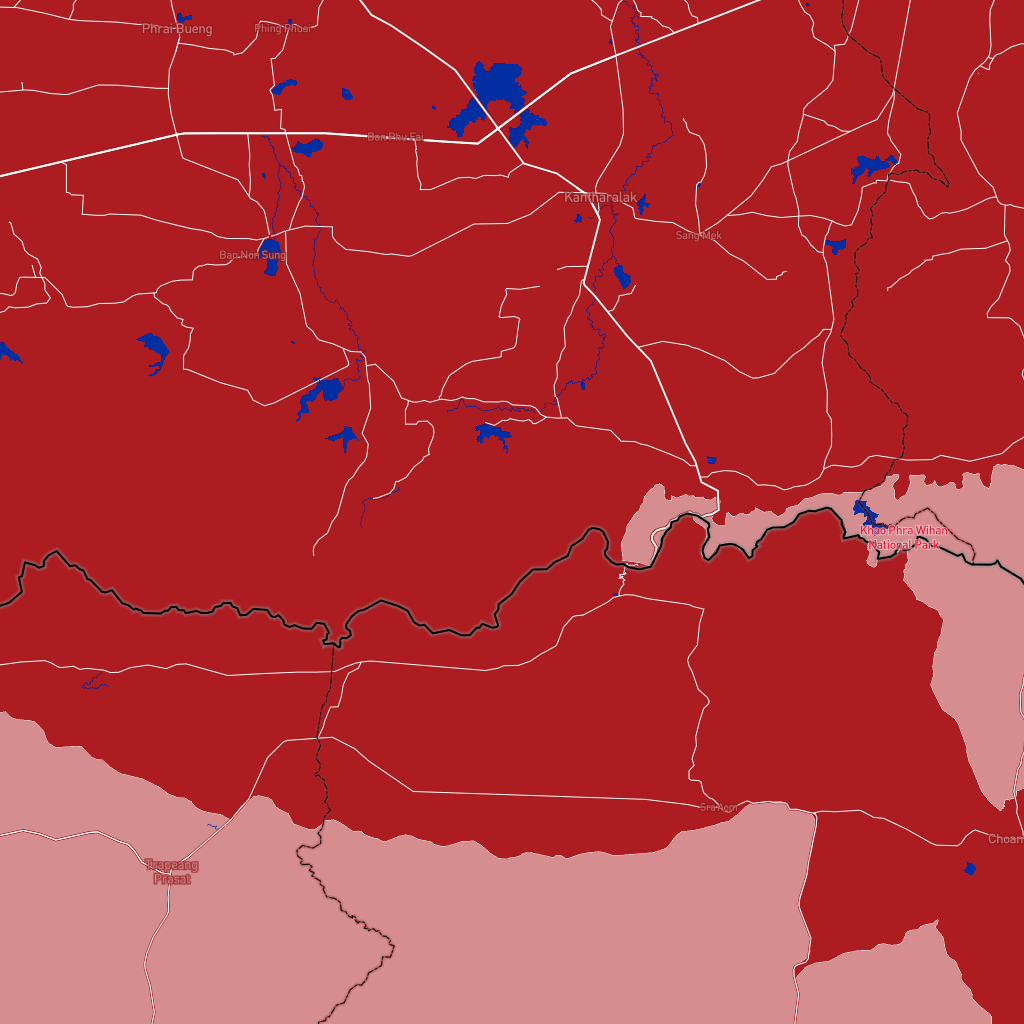 Phrai Bueng
Phing Phuai
Ban Phu Fai
Kantharalak
Sang Mek
Ban Non Sung
Khao Phra Wihan
National Park
Sra Aem
Choam
Trapeang
Prasat